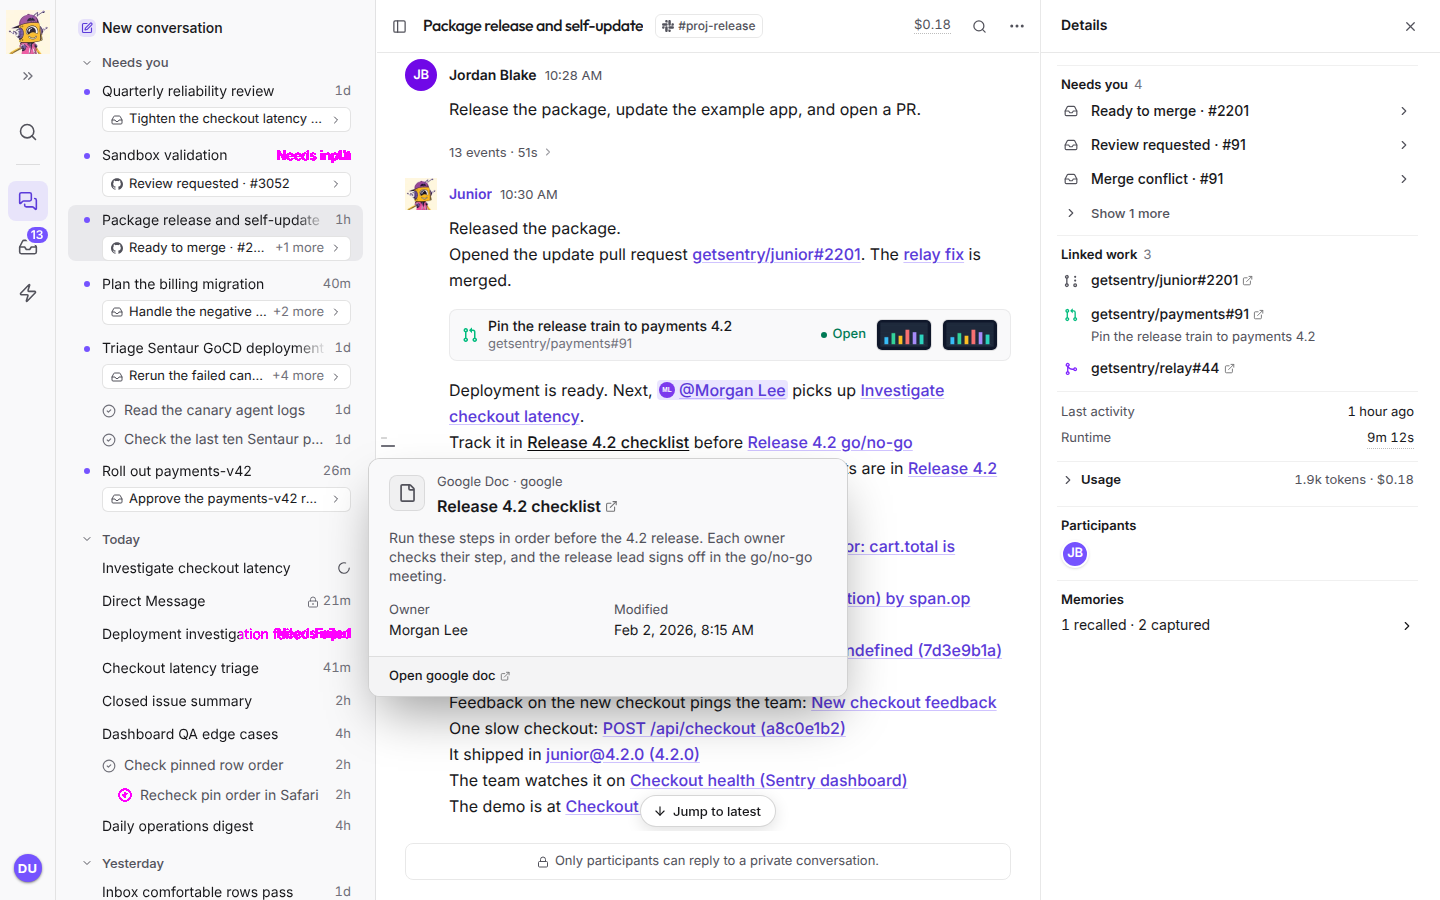 New conversation
Needs you
Quarterly reliability review 1d
Tighten the checkout latency ...
Sandbox validation
Review requested · #3052
Package release and self-update 1h
Ready to merge · #2... +1 more
Plan the billing migration 40m
Handle the negative ... +2 more
Triage Sentaur GoCD deployment 1d
Rerun the failed can... +4 more
Read the canary agent logs 1d
Check the last ten Sentaur p... 1d
Roll out payments-v42 26m
Approve the payments-v42 r...
Today
Investigate checkout latency
Direct Message 21m
Deployment
Checkout latency triage 41m
Closed issue summary 2h
Dashboard QA edge cases 4h
Check pinned row order 2h
Recheck pin order in Safari 2h
Daily operations digest 4h
Yesterday
Inbox comfortable rows pass 1d
13
DU
Package release and self-update #proj-release $0.18
JB Jordan Blake 10:28 AM
Release the package, update the example app, and open a PR.
13 events · 51s
Junior 10:30 AM
Released the package.
Opened the update pull request getsentry/junior#2201. The relay fix is
merged.
Pin the release train to payments 4.2
getsentry/payments#91
Open
Deployment is ready. Next, ML @Morgan Lee picks up Investigate
checkout latency.
Track it in Release 4.2 checklist before Release 4.2 go/no-go
ts are in Release 4.2
or: cart.total is
tion) by span.op
ndefined (7d3e9b1a)
Google Doc · google
Release 4.2 checklist
Run these steps in order before the 4.2 release. Each owner
checks their step, and the release lead signs off in the go/no-go
meeting.
Owner Modified
Morgan Lee Feb 2, 2026, 8:15 AM
Open google doc
Feedback on the new checkout pings the team: New checkout feedback
One slow checkout: POST /api/checkout (a8c0e1b2)
It shipped in junior@4.2.0 (4.2.0)
The team watches it on Checkout health (Sentry dashboard)
The demo is at Checkout
Jump to latest
Only participants can reply to a private conversation.
Details
Needs you 4
Ready to merge · #2201
Review requested · #91
Merge conflict · #91
Show 1 more
Linked work 3
getsentry/junior#2201
getsentry/payments#91
Pin the release train to payments 4.2
getsentry/relay#44
Last activity 1 hour ago
Runtime 9m 12s
Usage 1.9k tokens · $0.18
Participants
JB
Memories
1 recalled · 2 captured